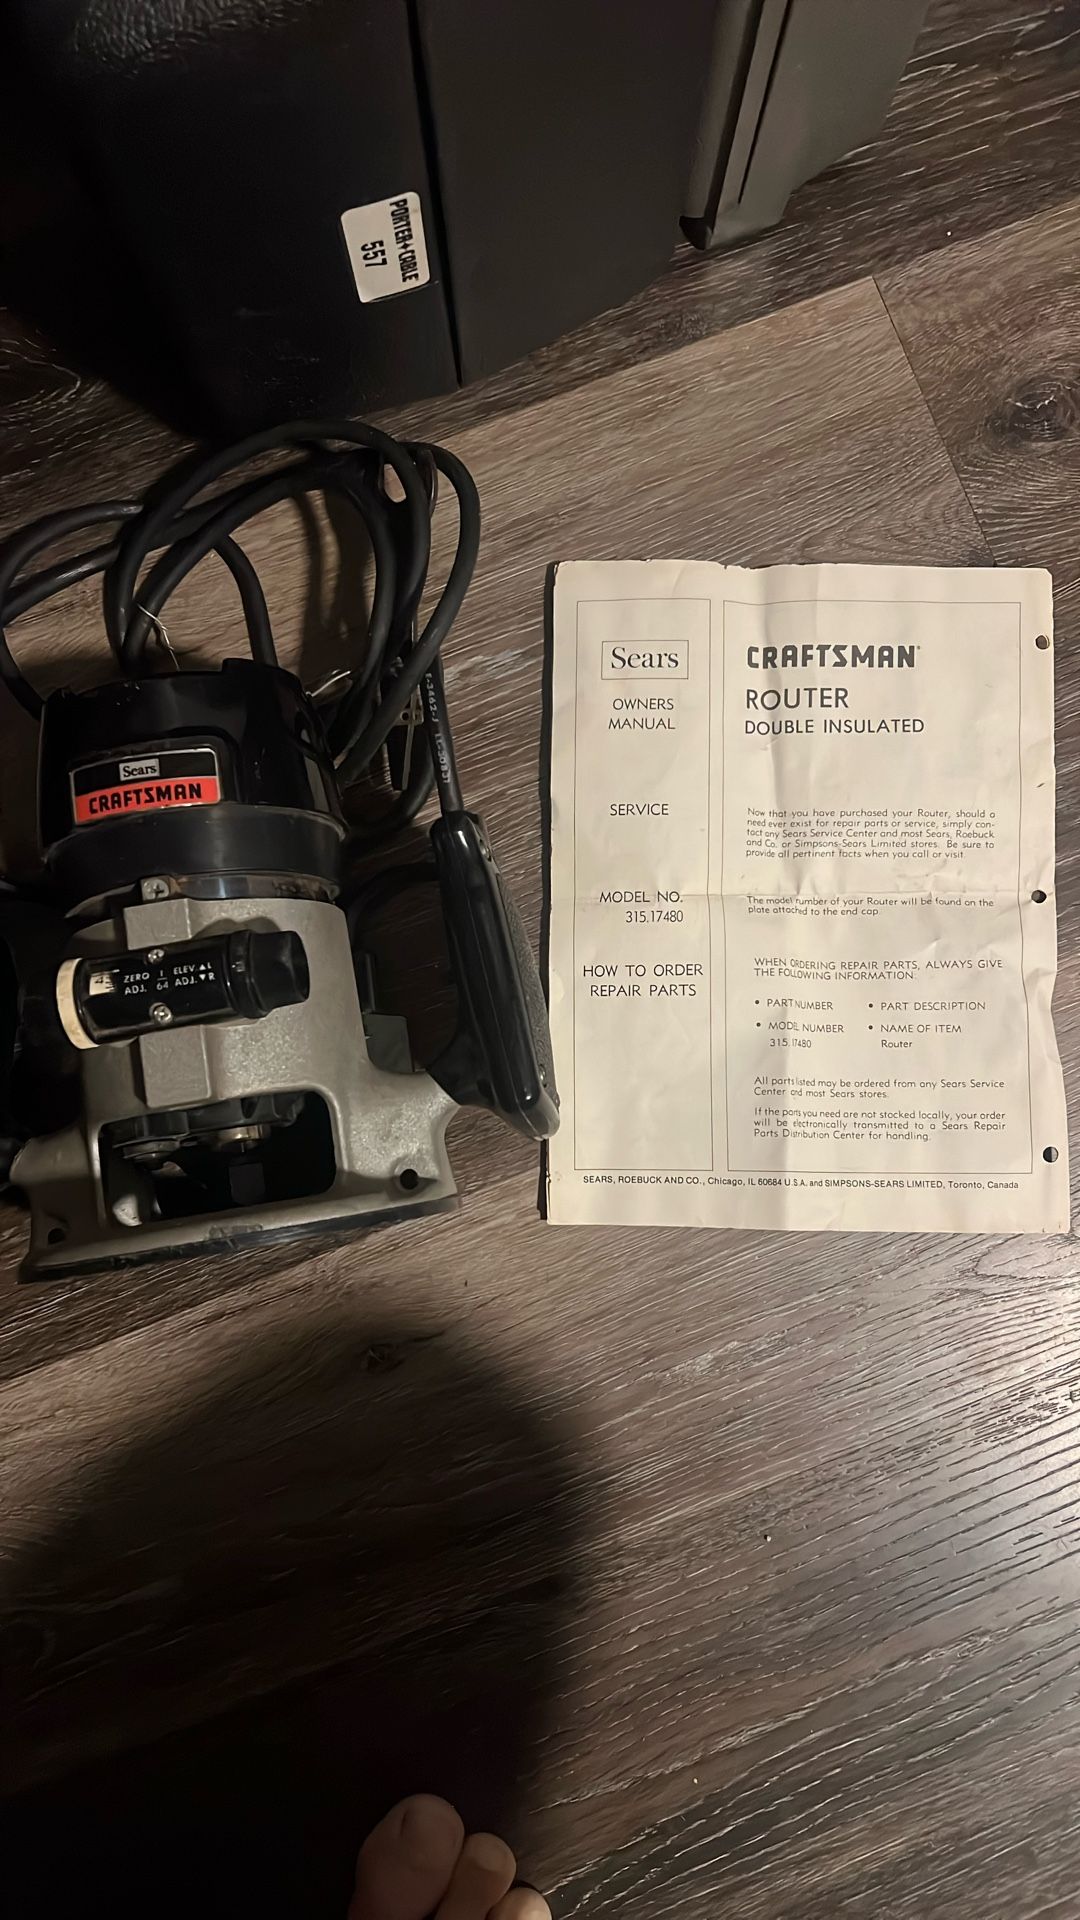 PORTER+CABLE
557
E-3462-J
Sears
CRAFTSMAN
45
ZERO 1 ELEV. ▲ L
ADJ. 64 ADJ. ▼ R
Sears
OWNERS
MANUAL
SERVICE
MODEL NO.
315.17480
HOW TO ORDER
REPAIR PARTS
CRAFTSMAN®
ROUTER
DOUBLE INSULATED
Now that you have purchased your Router, should a
need ever exist for repair parts or service, simply con-
tact any Sears Service Center and most Sears, Roebuck
and Co. or Simpsons-Sears Limited stores. Be sure to
provide all pertinent facts when you call or visit.
The model number of your Router will be found on the
plate attached to the end cap.
WHEN ORDERING REPAIR PARTS, ALWAYS GIVE
THE FOLLOWING INFORMATION:
• PART NUMBER • PART DESCRIPTION
• MODEL NUMBER • NAME OF ITEM
315.17480 Router
All parts listed may be ordered from any Sears Service
Center and most Sears stores.
If the parts you need are not stocked locally, your order
will be electronically transmitted to a Sears Repair
Parts Distribution Center for handling.
SEARS, ROEBUCK AND CO., Chicago, IL 60684 U.S.A. and SIMPSONS-SEARS LIMITED, Toronto, Canada